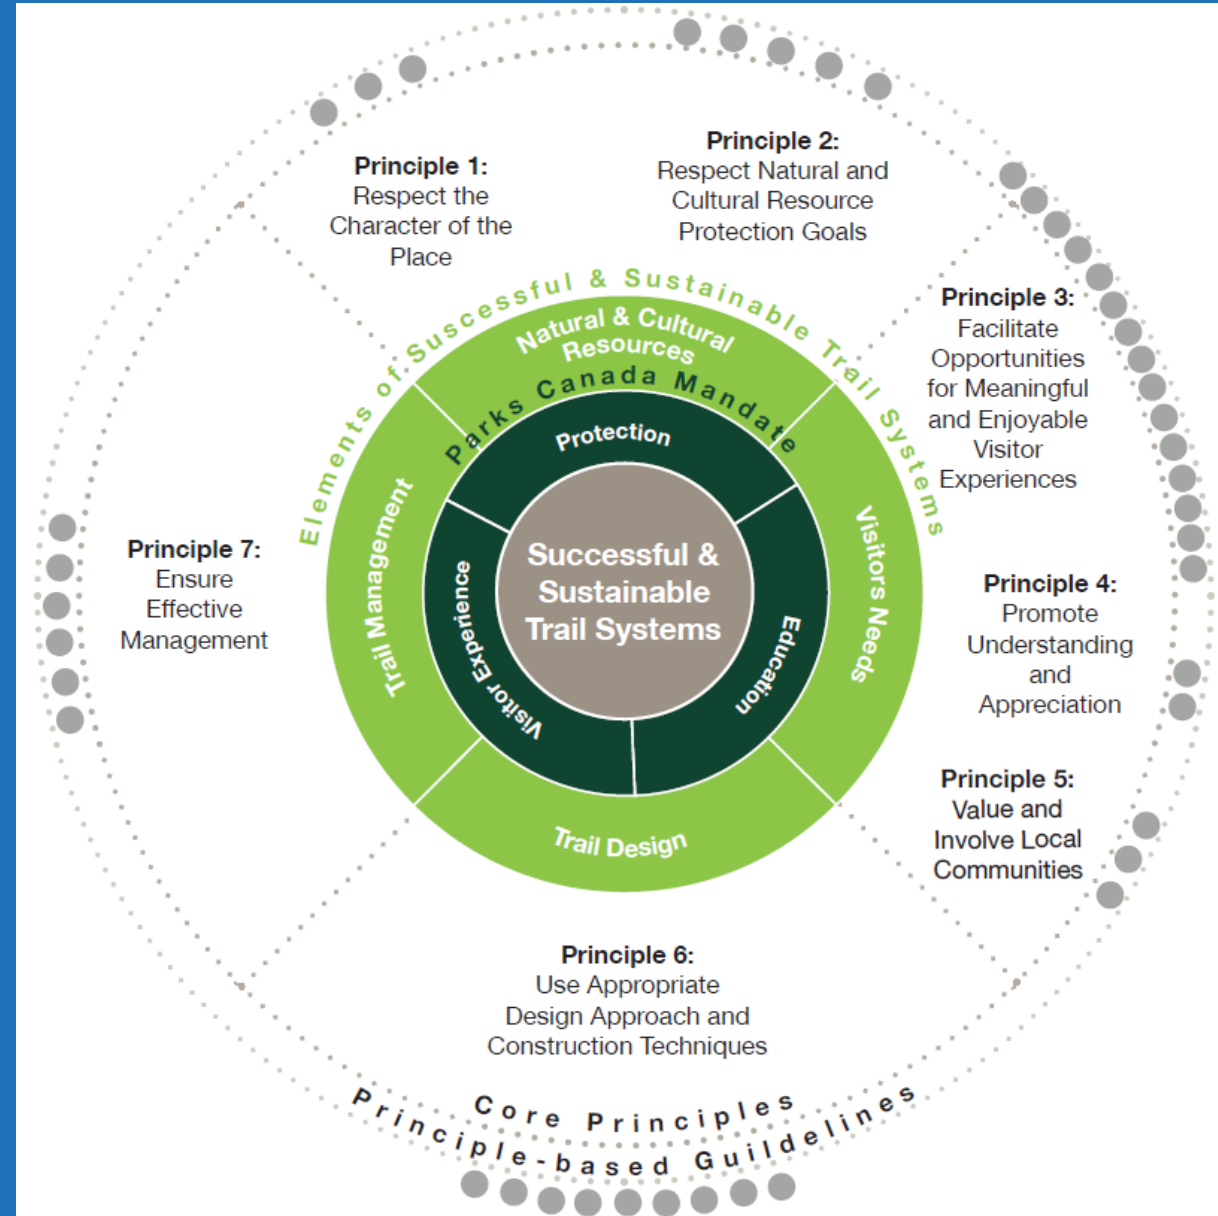 Principle 1:
Respect the
Character of the
Place
Principle 2:
Respect Natural and
Cultural Resource
Protection Goals
Principle 3:
Facilitate
Opportunities
for Meaningful
and Enjoyable
Visitor
Experiences
Principle 4:
Promote
Understanding
and
Appreciation
Principle 5:
Value and
Involve Local
Communities
Principle 6:
Use Appropriate
Design Approach and
Construction Techniques
Principle 7:
Ensure
Effective
Management
Elements of Suscessful & Sustainable Trail Systems
Natural & Cultural
Resources
Visitors Needs
Trail Design
Trail Management
Parks Canada Mandate
Protection
Education
Visitor Experience
Successful &
Sustainable
Trail Systems
Core Principles
Principle-based Guildelines